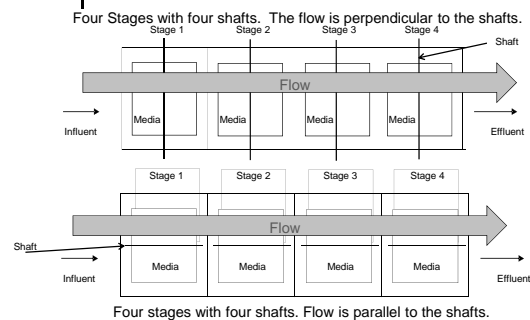 Four Stages with four shafts. The flow is perpendicular to the shafts.
Stage 1 Stage 2 Stage 3 Stage 4
Shaft
Flow
Media Media Media Media
Influent Effluent
Stage 1 Stage 2 Stage 3 Stage 4
Flow
Shaft
Media Media Media Media
Influent Effluent
Four stages with four shafts. Flow is parallel to the shafts.